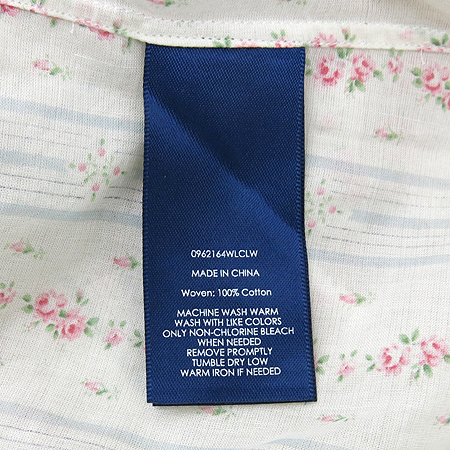 0962164WLCLW
MADE IN CHINA
Woven: 100% Cotton
MACHINE WASH WARM
WASH WITH LIKE COLORS
ONLY NON-CHLORINE BLEACH
WHEN NEEDED
REMOVE PROMPTLY
TUMBLE DRY LOW
WARM IRON IF NEEDED